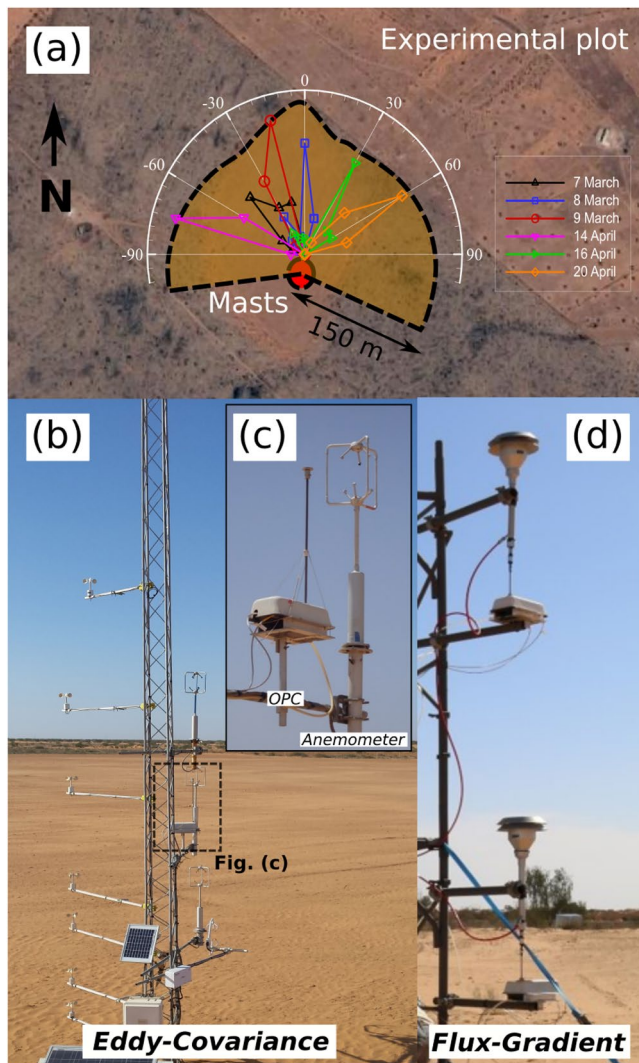 (a)
Experimental plot
0
-30
30
-60
60
-90
90
N
7 March
8 March
9 March
14 April
16 April
20 April
Masts
150 m
(b)
(c)
(d)
OPC
Anemometer
Fig. (c)
Eddy-Covariance
Flux-Gradient